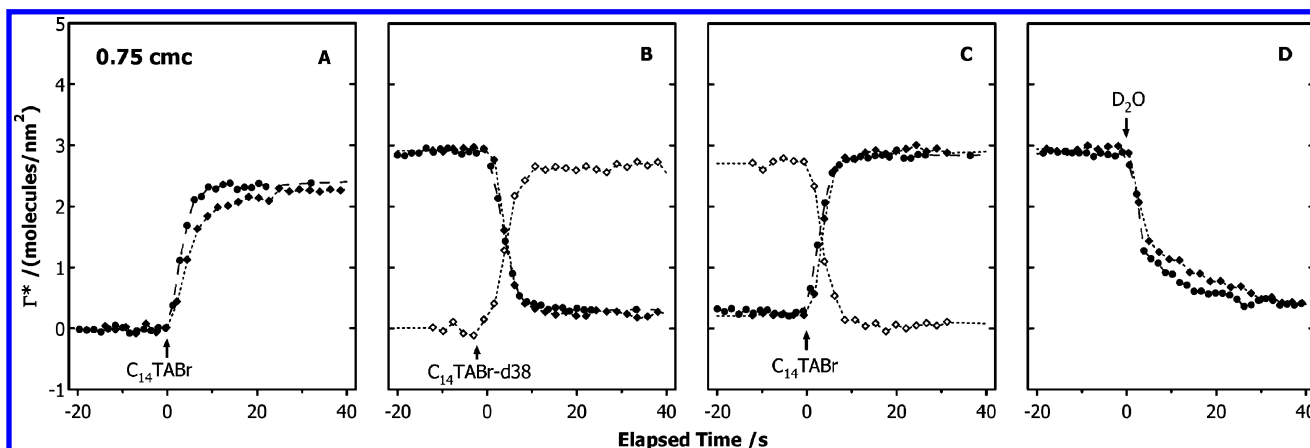 5
4
3
2
1
0
-1
Γ* /(molecules/nm²)
0.75 cmc
A
B
C
D
C₁₄TABr
C₁₄TABr-d38
C₁₄TABr
D₂O
-20 0 20 40
-20 0 20 40
-20 0 20 40
-20 0 20 40
Elapsed Time /s